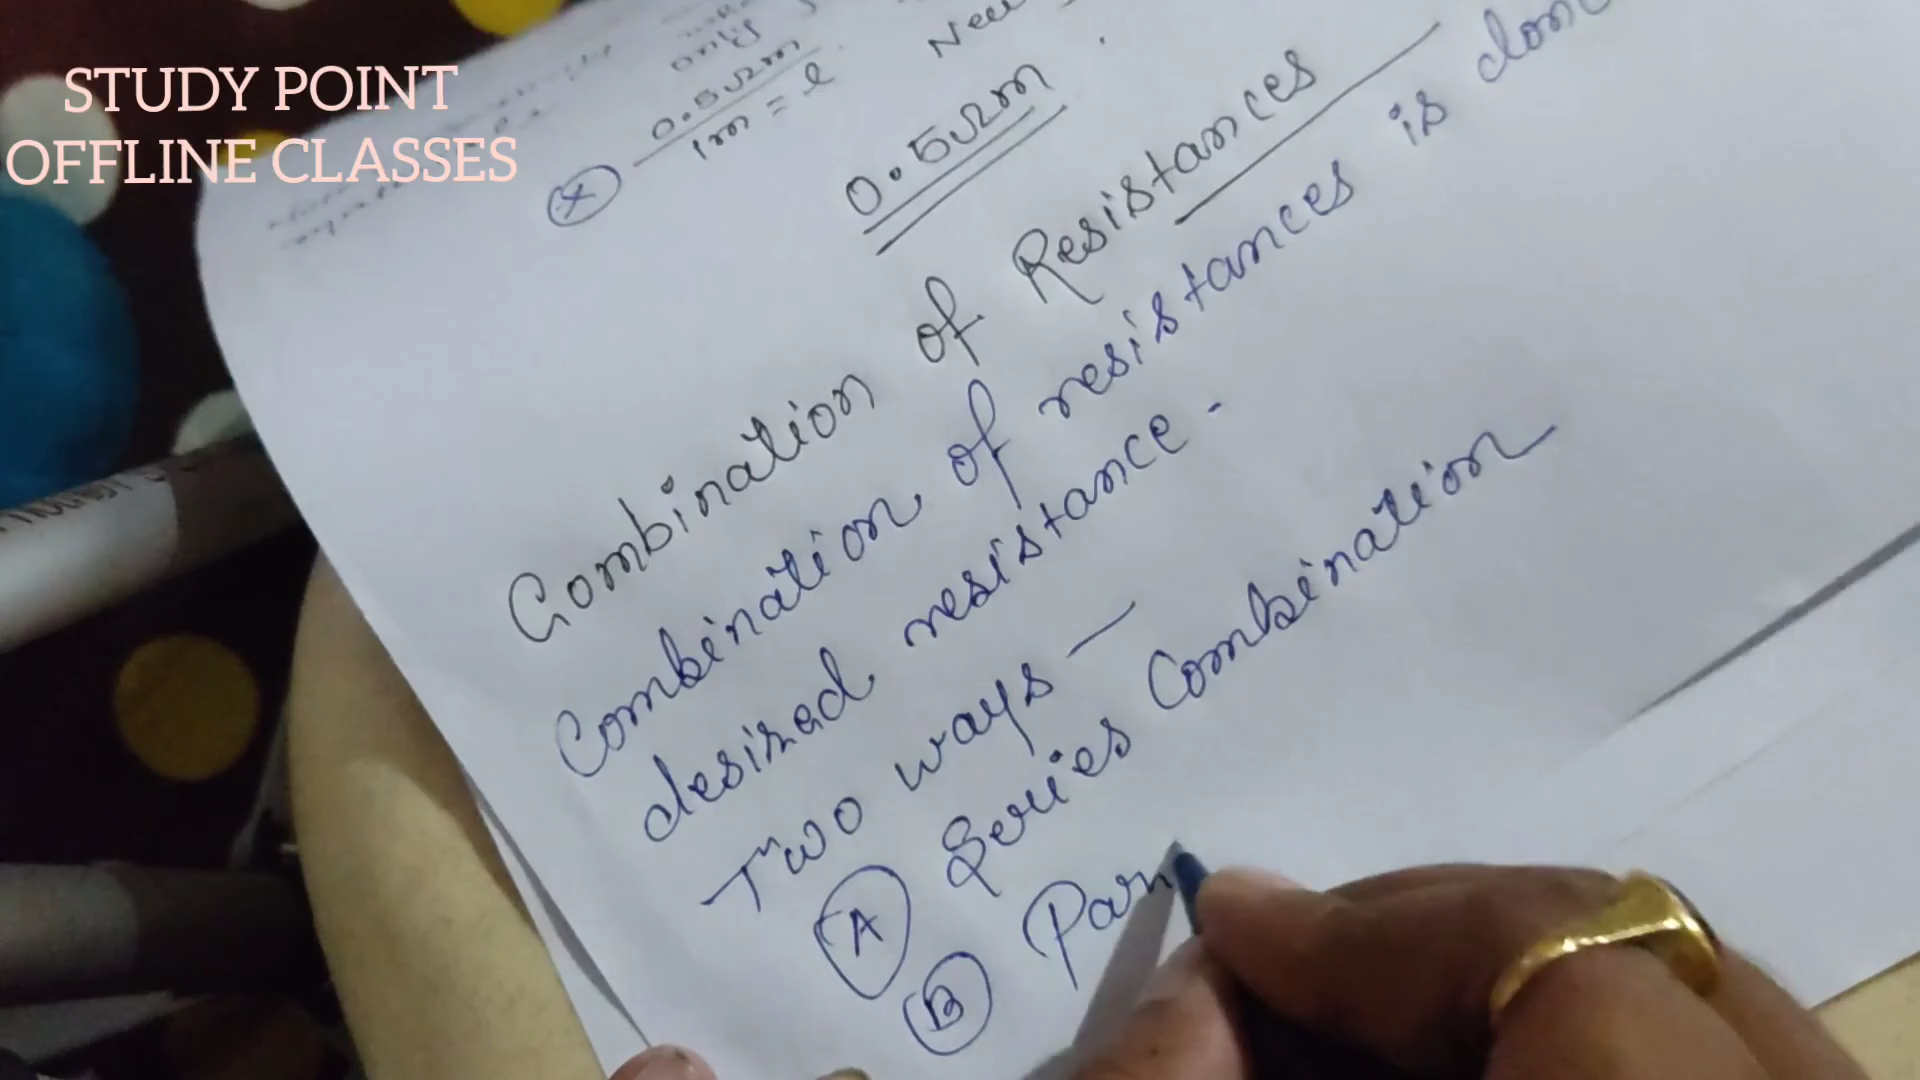 STUDY POINT
OFFLINE CLASSES
only
0.5Ωm
1m = l
0.5Ωm
Combination of Resistances
Combination of resistances is
desired resistance.
Two ways —
(A) Series Combination
(B) Par